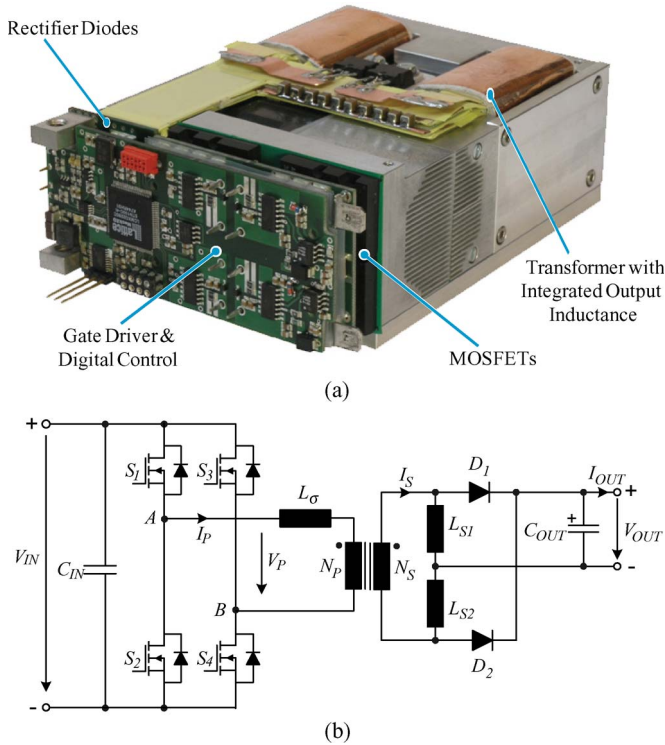 Rectifier Diodes
Lattice
Transformer with
Integrated Output
Inductance
Gate Driver &
Digital Control
MOSFETs
(a)
+
S1
S3
Lσ
IS
D1
IOUT
+
A
IP
LS1
+
COUT
VOUT
VIN
CIN
VP
NP
NS
-
B
LS2
S2
S4
D2
-
(b)